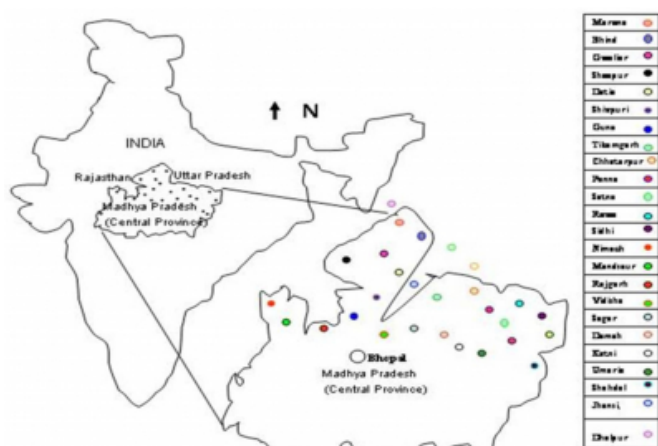 N
INDIA
Rajasthan
Uttar Pradesh
Madhya Pradesh
(Central Province)
Bhopal
Madhya Pradesh
(Central Province)
Morena
Bhind
Gwalior
Sheopur
Datia
Shivpuri
Guna
Tikamgarh
Chhatarpur
Panna
Satna
Rewa
Sidhi
Nimach
Mandsaur
Rajgarh
Vidisha
Sagar
Damoh
Katni
Umaria
Shahdol
Jhansi,
Dholpur